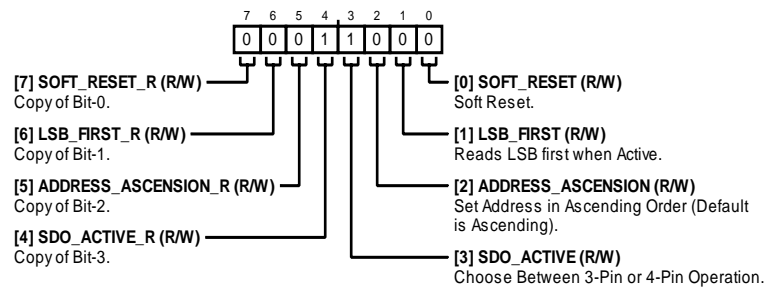 7 6 5 4 3 2 1 0
0 0 0 1 1 0 0 0
[7] SOFT_RESET_R (R/W)
Copy of Bit-0.
[6] LSB_FIRST_R (R/W)
Copy of Bit-1.
[5] ADDRESS_ASCENSION_R (R/W)
Copy of Bit-2.
[4] SDO_ACTIVE_R (R/W)
Copy of Bit-3.
[0] SOFT_RESET (R/W)
Soft Reset.
[1] LSB_FIRST (R/W)
Reads LSB first when Active.
[2] ADDRESS_ASCENSION (R/W)
Set Address in Ascending Order (Default
is Ascending).
[3] SDO_ACTIVE (R/W)
Choose Between 3-Pin or 4-Pin Operation.